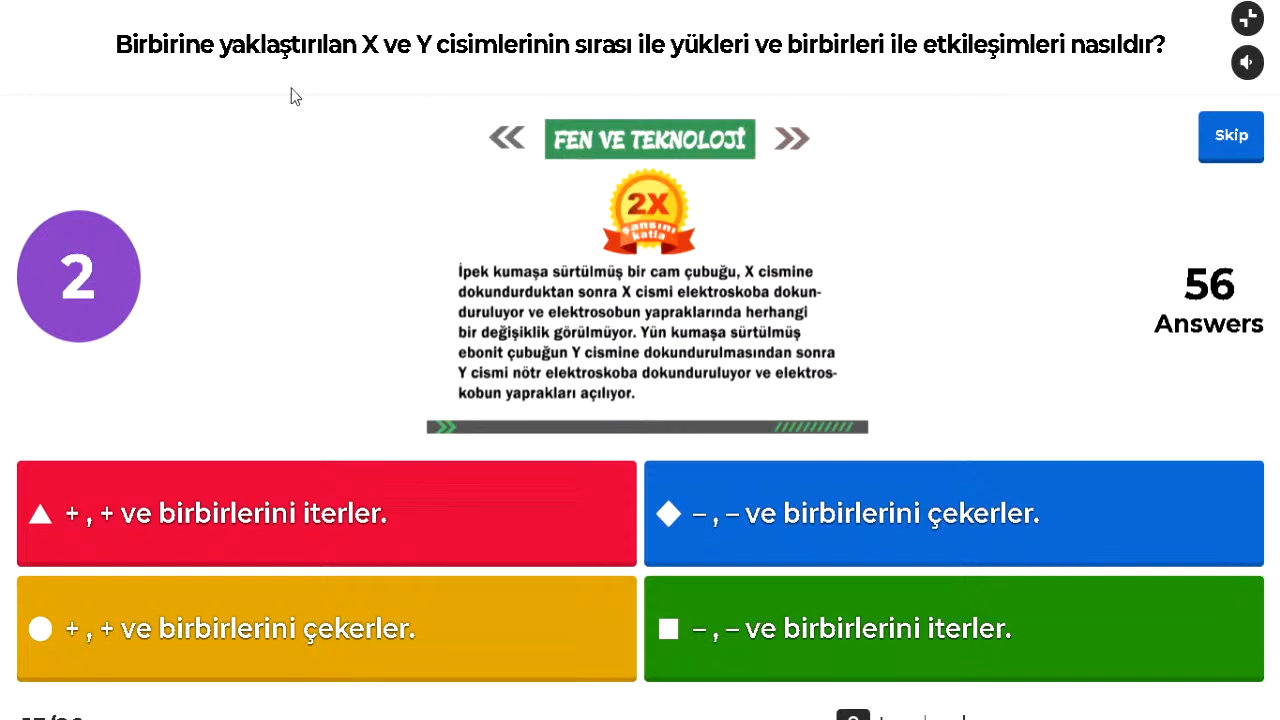 Birbirine yaklaştırılan X ve Y cisimlerinin sırası ile yükleri ve birbirleri ile etkileşimleri nasıldır?
FEN VE TEKNOLOJİ
Skip
2X
şansını
katla
2
İpek kumaşa sürtülmüş bir cam çubuğu, X cismine
dokundurduktan sonra X cismi elektroskoba dokun-
duruluyor ve elektrosobun yapraklarında herhangi
bir değişiklik görülmüyor. Yün kumaşa sürtülmüş
ebonit çubuğun Y cismine dokundurulmasından sonra
Y cismi nötr elektroskoba dokunduruluyor ve elektros-
kobun yaprakları açılıyor.
56
Answers
+ , + ve birbirlerini iterler.
– , – ve birbirlerini çekerler.
+ , + ve birbirlerini çekerler.
– , – ve birbirlerini iterler.